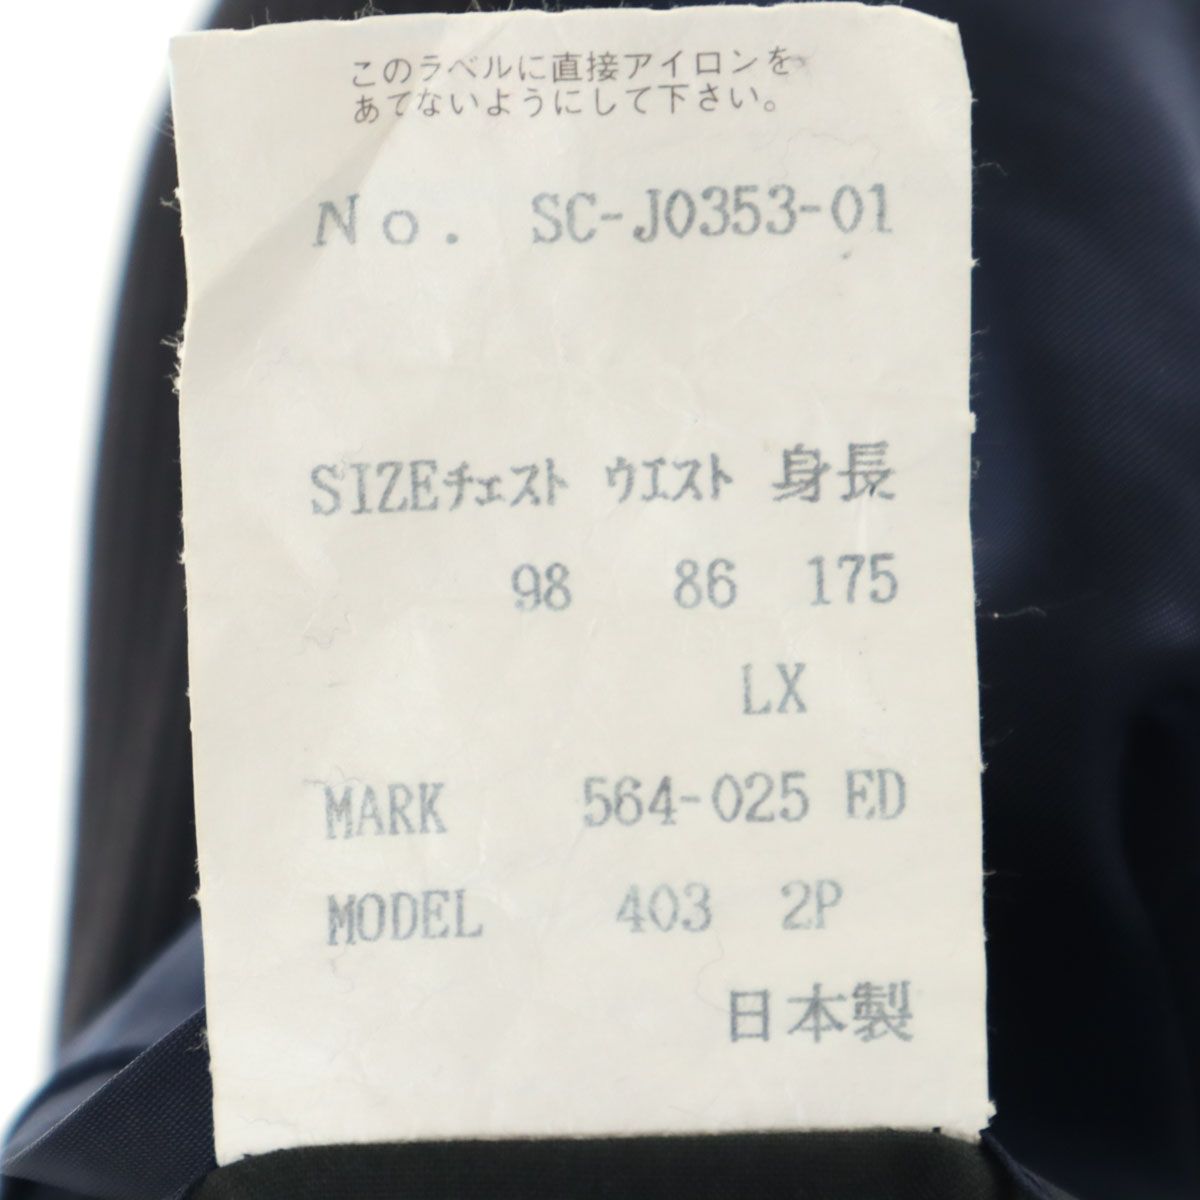 このラベルに直接アイロンを
あてないようにして下さい。
No. SC-J0353-01
SIZEチェスト ウエスト 身長
98 86 175
LX
MARK 564-025 ED
MODEL 403 2P
日本製